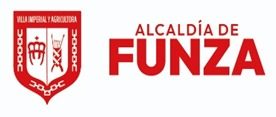 VILLA IMPERIAL Y AGRICULTORA
ALCALDÍA DE
FUNZA